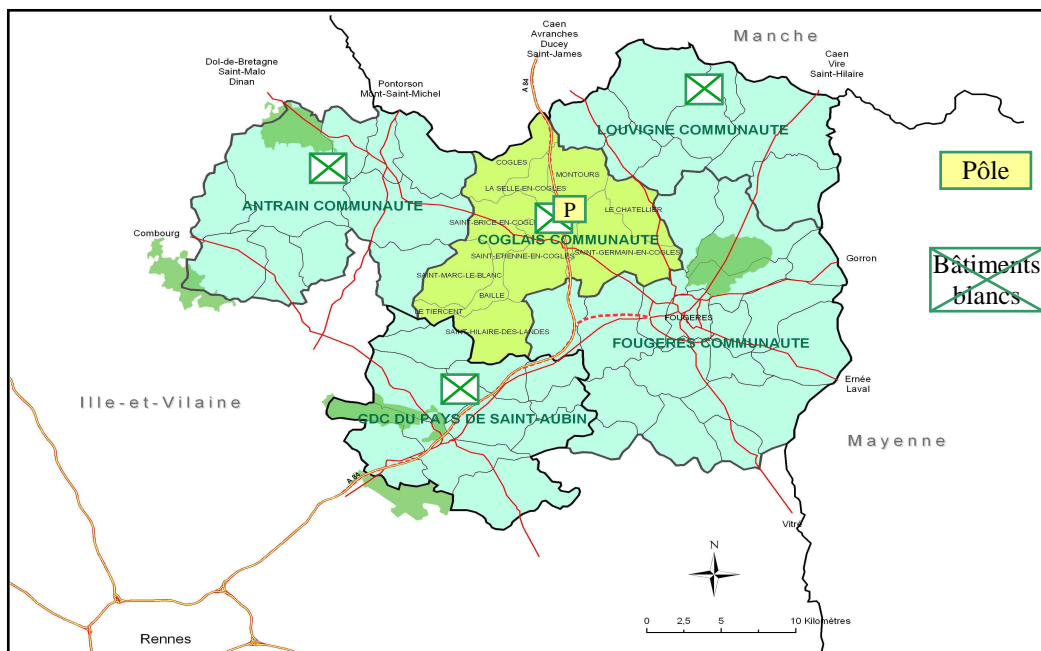 Caen
Avranches
Ducey
Saint-James
Manche
Caen
Vire
Saint-Hilaire
Dol-de-Bretagne
Saint-Malo
Dinan
Pontorson
Mont-Saint-Michel
A 84
LOUVIGNE COMMUNAUTE
Pôle
COGLES
MONTOURS
LA SELLE-EN-COGLES
ANTRAIN COMMUNAUTE
P
LE CHATELLIER
SAINT-BRICE-EN-COGL
Combourg
COGLAIS COMMUNAUTE
SAINT-ETIENNE-EN-COGLES
SAINT-GERMAIN-EN-COGLES
Gorron
Bâtiments
blancs
SAINT-MARC-LE-BLANC
BAILLE
LE TIERCENT
FOUGERES
SAINT-HILAIRE-DES-LANDES
FOUGERES COMMUNAUTE
Ernée
Laval
Ille-et-Vilaine
CDC DU PAYS DE SAINT-AUBIN
Mayenne
A 84
Vitré
N
0 2,5 5 10 Kilomètres
Rennes